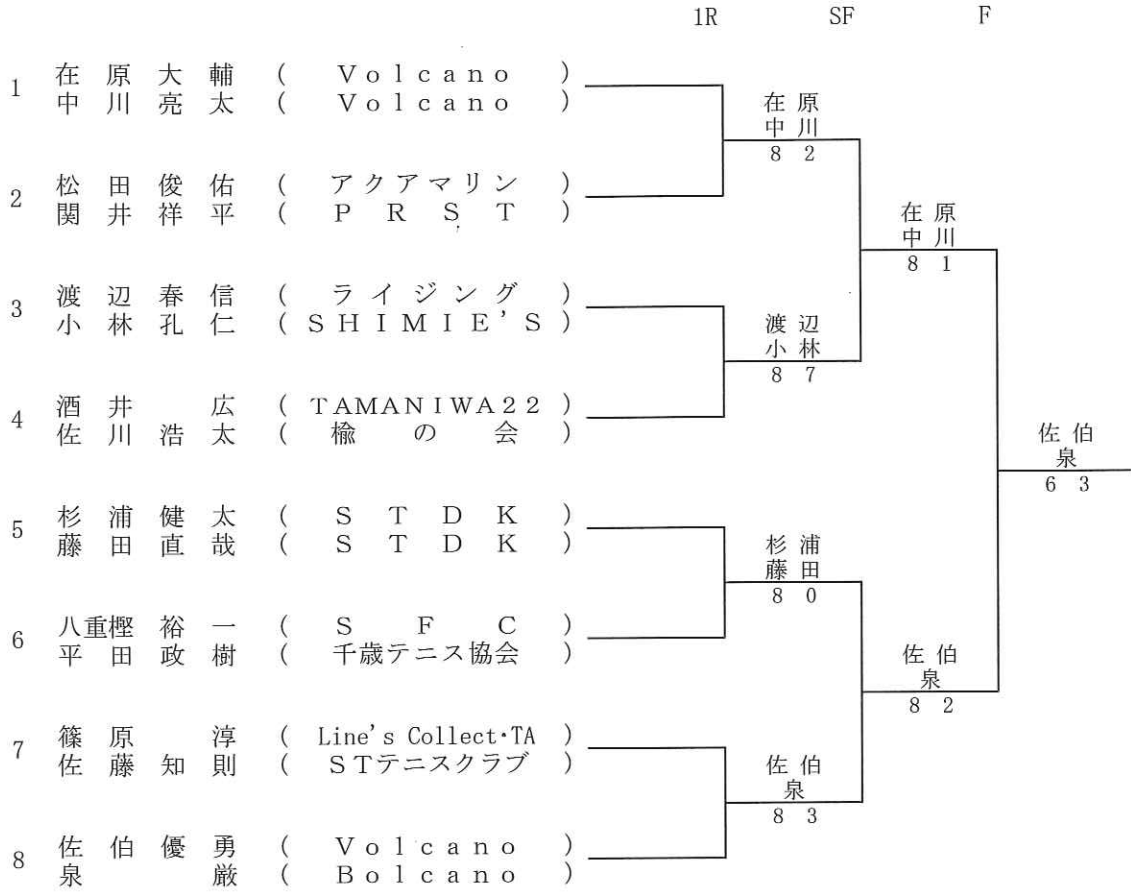 1R SF F
1 在原大輔 ( Volcano )
中川亮太 ( Volcano )
2 松田俊佑 ( アクアマリン )
関井祥平 ( PRST )
3 渡辺春信 ( ライジング )
小林孔仁 ( SHIMIE'S )
4 酒井 広 ( TAMANIWA22 )
佐川浩太 ( 楡の会 )
5 杉浦健太 ( STDK )
藤田直哉 ( STDK )
6 八重樫裕一 ( SFC )
平田政樹 ( 千歳テニス協会 )
7 篠原 淳 ( Line's Collect・TA )
佐藤知則 ( STテニスクラブ )
8 佐伯優勇 ( Volcano )
泉 厳 ( Bolcano )
在原
中川
8 2
渡辺
小林
8 7
杉浦
藤田
8 0
佐伯
泉
8 3
在原
中川
8 1
佐伯
泉
8 2
佐伯
泉
6 3